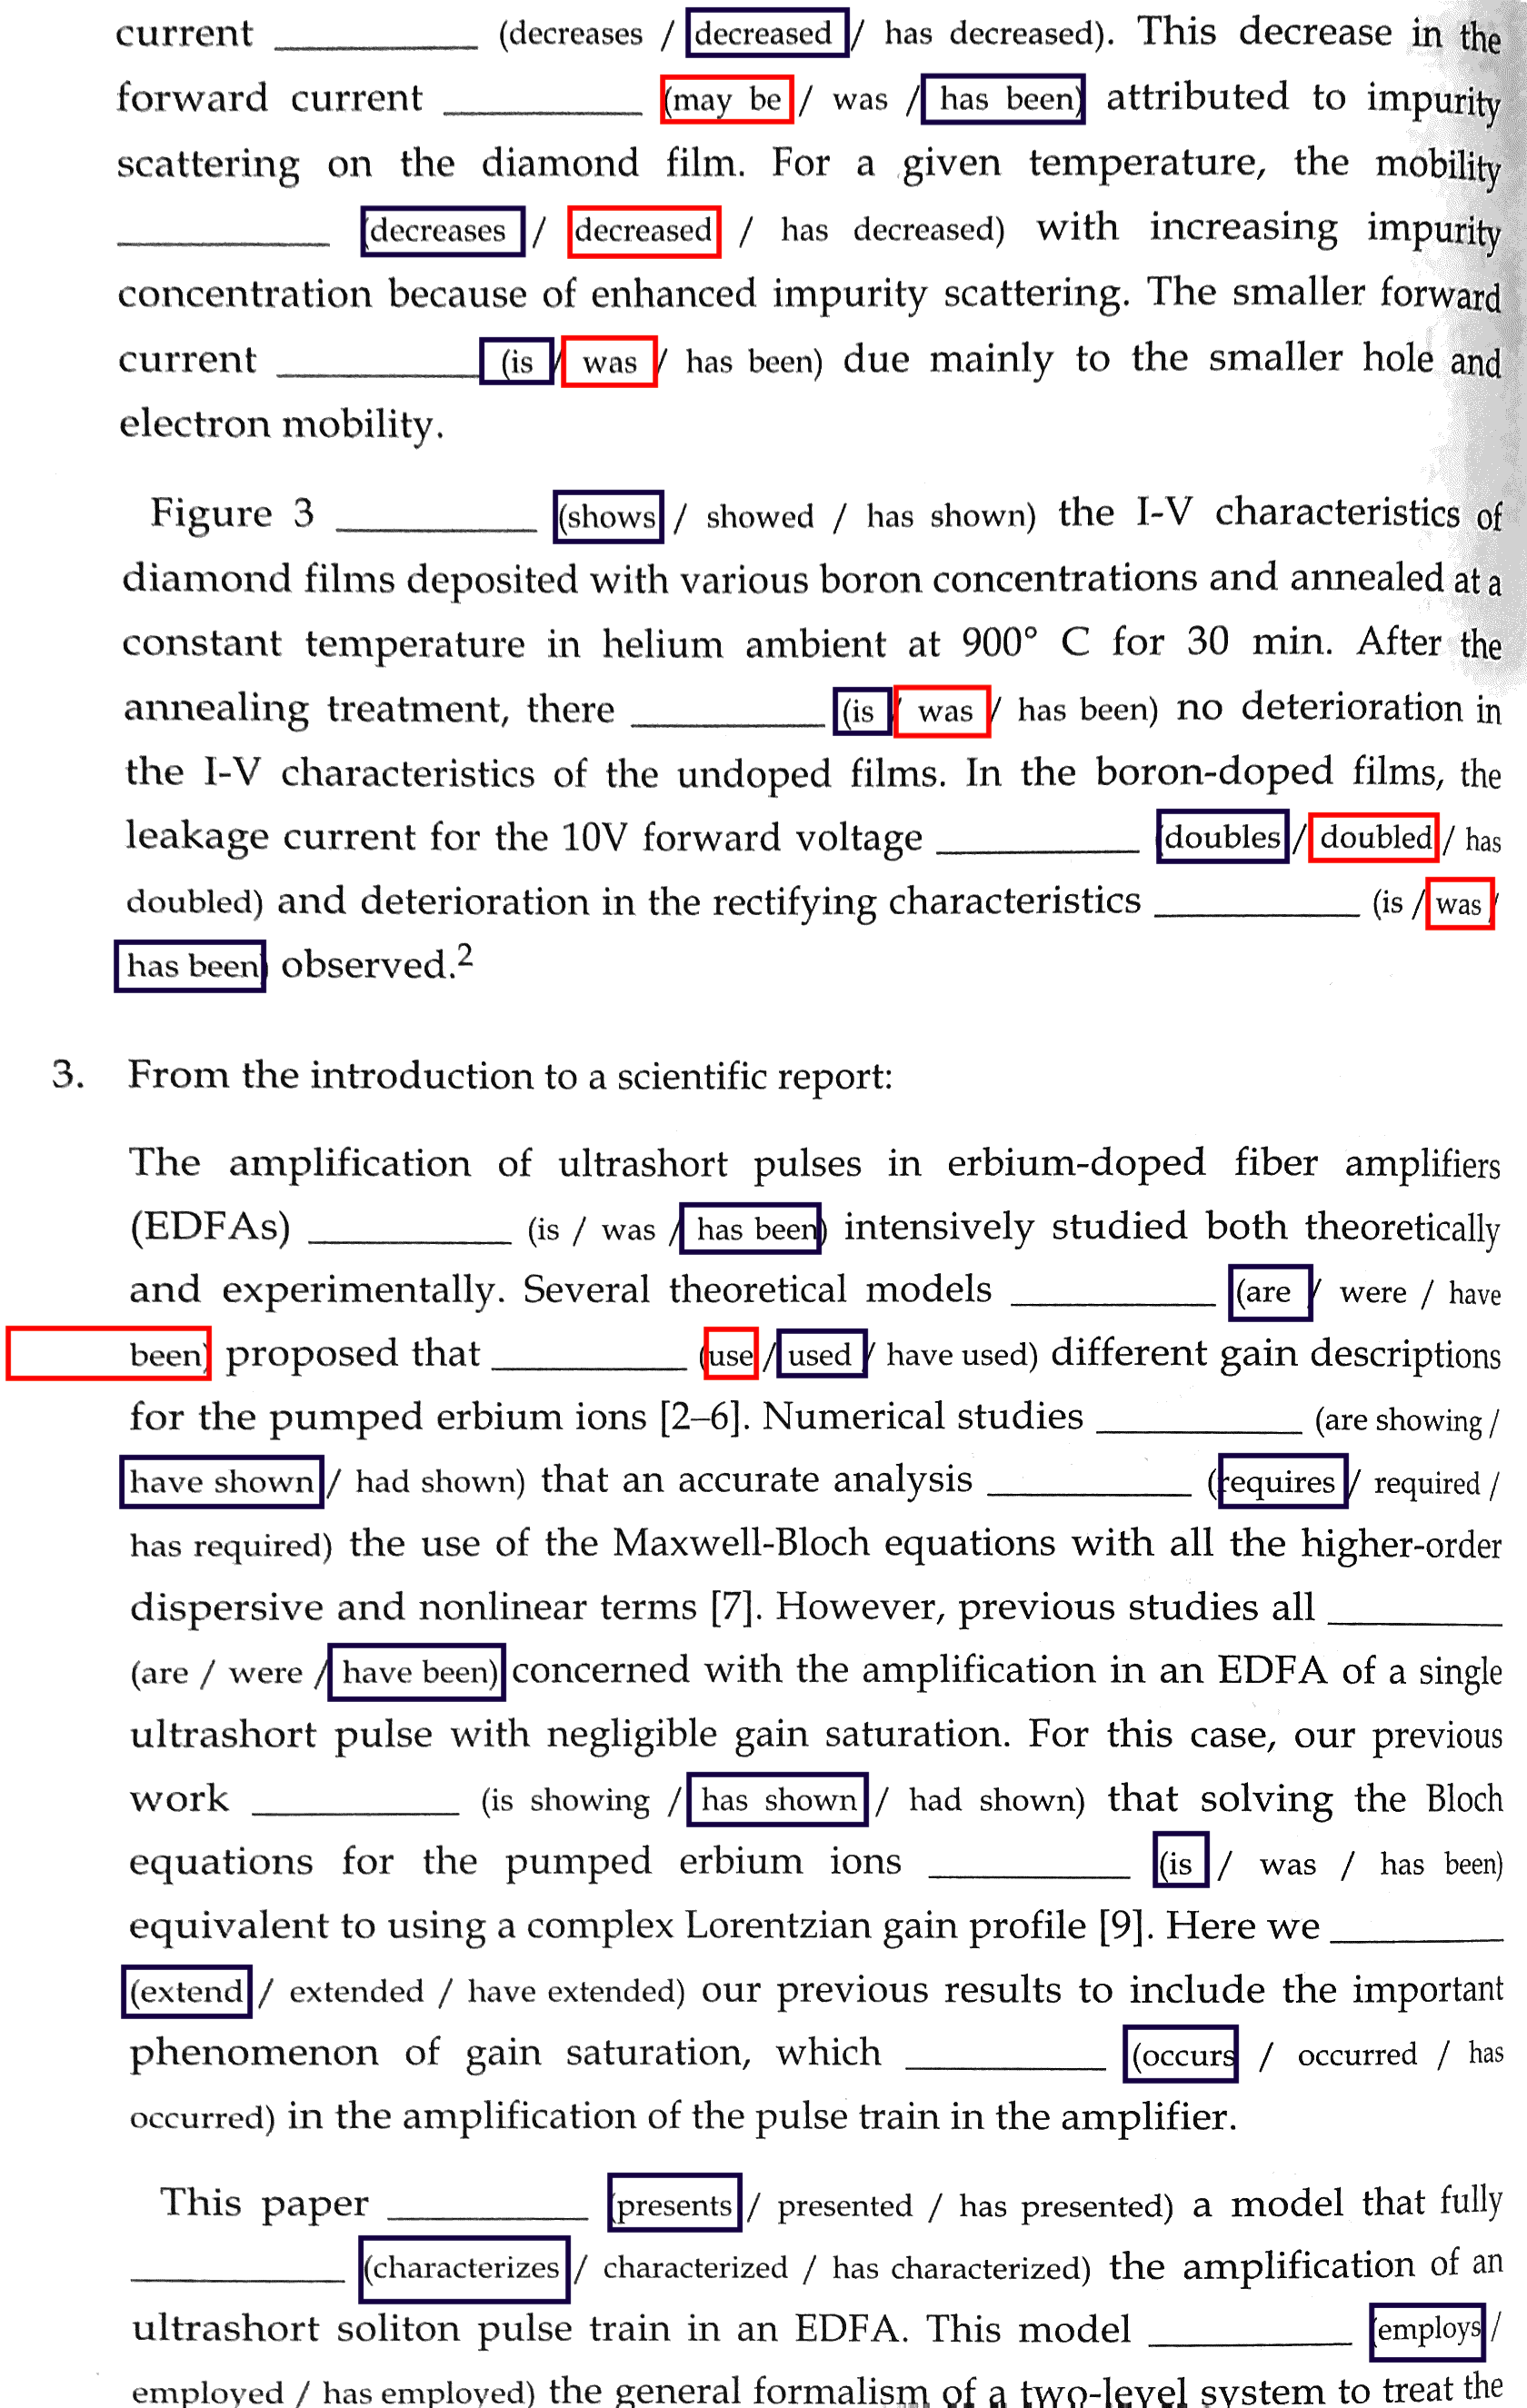 current __________ (decreases / decreased / has decreased). This decrease in the
forward current __________ (may be / was / has been) attributed to impurity
scattering on the diamond film. For a given temperature, the mobility
__________ (decreases / decreased / has decreased) with increasing impurity
concentration because of enhanced impurity scattering. The smaller forward
current __________ (is / was / has been) due mainly to the smaller hole and
electron mobility.
Figure 3 __________ (shows / showed / has shown) the I-V characteristics of
diamond films deposited with various boron concentrations and annealed at a
constant temperature in helium ambient at 900° C for 30 min. After the
annealing treatment, there __________ (is / was / has been) no deterioration in
the I-V characteristics of the undoped films. In the boron-doped films, the
leakage current for the 10V forward voltage __________ (doubles / doubled / has
doubled) and deterioration in the rectifying characteristics __________ (is / was /
has been) observed.2
3. From the introduction to a scientific report:
The amplification of ultrashort pulses in erbium-doped fiber amplifiers
(EDFAs) __________ (is / was / has been) intensively studied both theoretically
and experimentally. Several theoretical models __________ (are / were / have
been) proposed that __________ (use / used / have used) different gain descriptions
for the pumped erbium ions [2–6]. Numerical studies __________ (are showing /
have shown / had shown) that an accurate analysis __________ (requires / required /
has required) the use of the Maxwell-Bloch equations with all the higher-order
dispersive and nonlinear terms [7]. However, previous studies all __________
(are / were / have been) concerned with the amplification in an EDFA of a single
ultrashort pulse with negligible gain saturation. For this case, our previous
work __________ (is showing / has shown / had shown) that solving the Bloch
equations for the pumped erbium ions __________ (is / was / has been)
equivalent to using a complex Lorentzian gain profile [9]. Here we __________
(extend / extended / have extended) our previous results to include the important
phenomenon of gain saturation, which __________ (occurs / occurred / has
occurred) in the amplification of the pulse train in the amplifier.
This paper __________ (presents / presented / has presented) a model that fully
__________ (characterizes / characterized / has characterized) the amplification of an
ultrashort soliton pulse train in an EDFA. This model __________ (employs /
employed / has employed) the general formalism of a two-level system to treat the